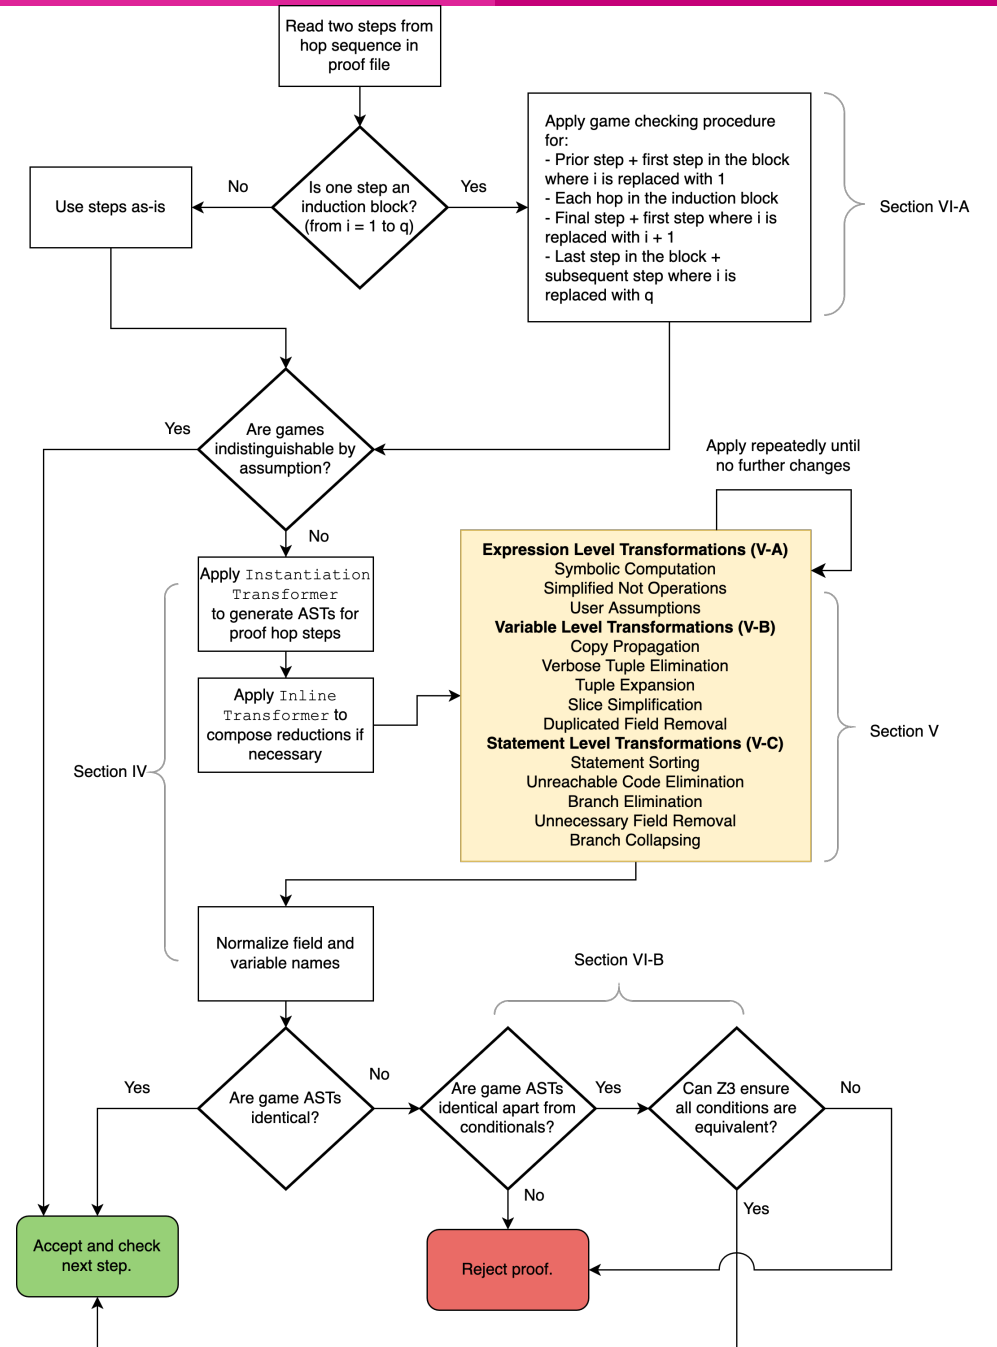 Read two steps from
hop sequence in
proof file
Is one step an
induction block?
(from i = 1 to q)
No
Yes
Use steps as-is
Apply game checking procedure
for:
- Prior step + first step in the block
where i is replaced with 1
- Each hop in the induction block
- Final step + first step where i is
replaced with i + 1
- Last step in the block +
subsequent step where i is
replaced with q
Section VI-A
Are games
indistinguishable by
assumption?
Yes
No
Apply repeatedly until
no further changes
Apply Instantiation
Transformer
to generate ASTs for
proof hop steps
Apply Inline
Transformer to
compose reductions if
necessary
Section IV
Expression Level Transformations (V-A)
Symbolic Computation
Simplified Not Operations
User Assumptions
Variable Level Transformations (V-B)
Copy Propagation
Verbose Tuple Elimination
Tuple Expansion
Slice Simplification
Duplicated Field Removal
Statement Level Transformations (V-C)
Statement Sorting
Unreachable Code Elimination
Branch Elimination
Unnecessary Field Removal
Branch Collapsing
Section V
Normalize field and
variable names
Section VI-B
Are game ASTs
identical?
Yes
No
Are game ASTs
identical apart from
conditionals?
Yes
No
Can Z3 ensure
all conditions are
equivalent?
No
Yes
Accept and check
next step.
Reject proof.